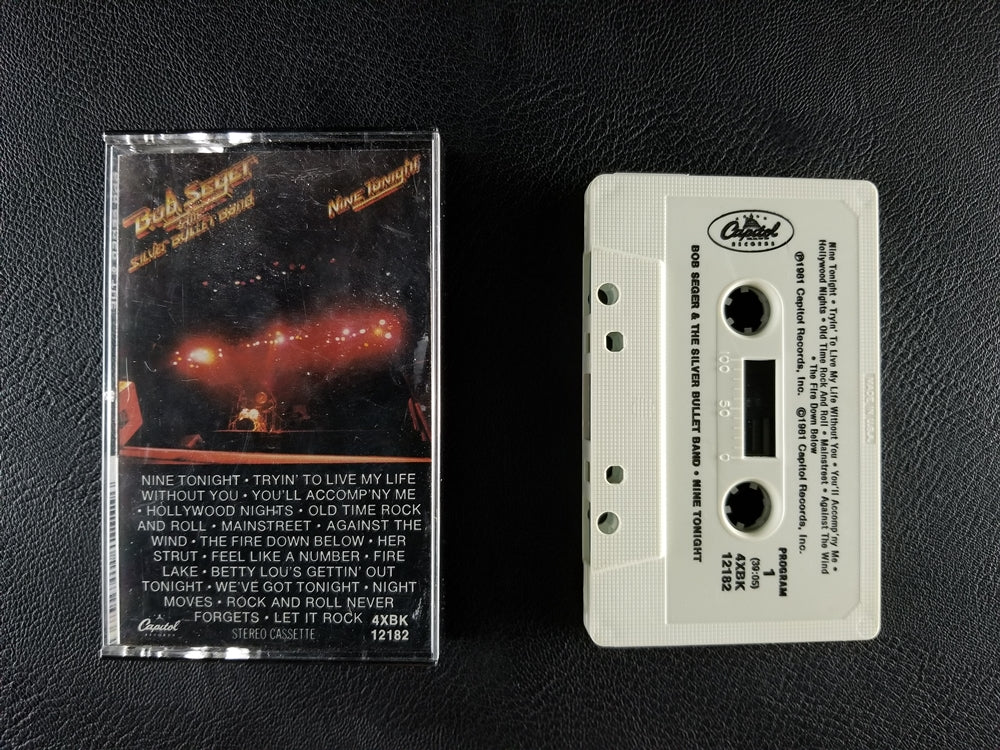 Bob Seger
& THE
Silver Bullet Band
Nine Tonight
NINE TONIGHT • TRYIN' TO LIVE MY LIFE
WITHOUT YOU • YOU'LL ACCOMP'NY ME
• HOLLYWOOD NIGHTS • OLD TIME ROCK
AND ROLL • MAINSTREET • AGAINST THE
WIND • THE FIRE DOWN BELOW • HER
STRUT • FEEL LIKE A NUMBER • FIRE
LAKE • BETTY LOU'S GETTIN' OUT
TONIGHT • WE'VE GOT TONIGHT • NIGHT
MOVES • ROCK AND ROLL NEVER
FORGETS • LET IT ROCK
4XBK
12182
Capitol
RECORDS
STEREO CASSETTE
Capitol
RECORDS
Nine Tonight • Tryin' To Live My Life Without You • You'll Accomp'ny Me •
Hollywood Nights • Old Time Rock And Roll • Mainstreet • Against The Wind
• The Fire Down Below
℗1981 Capitol Records, Inc. ©1981 Capitol Records, Inc.
100 50 0
PROGRAM
1
(39:05)
4XBK
12182
BOB SEGER & THE SILVER BULLET BAND • NINE TONIGHT
MADE IN U.S.A.